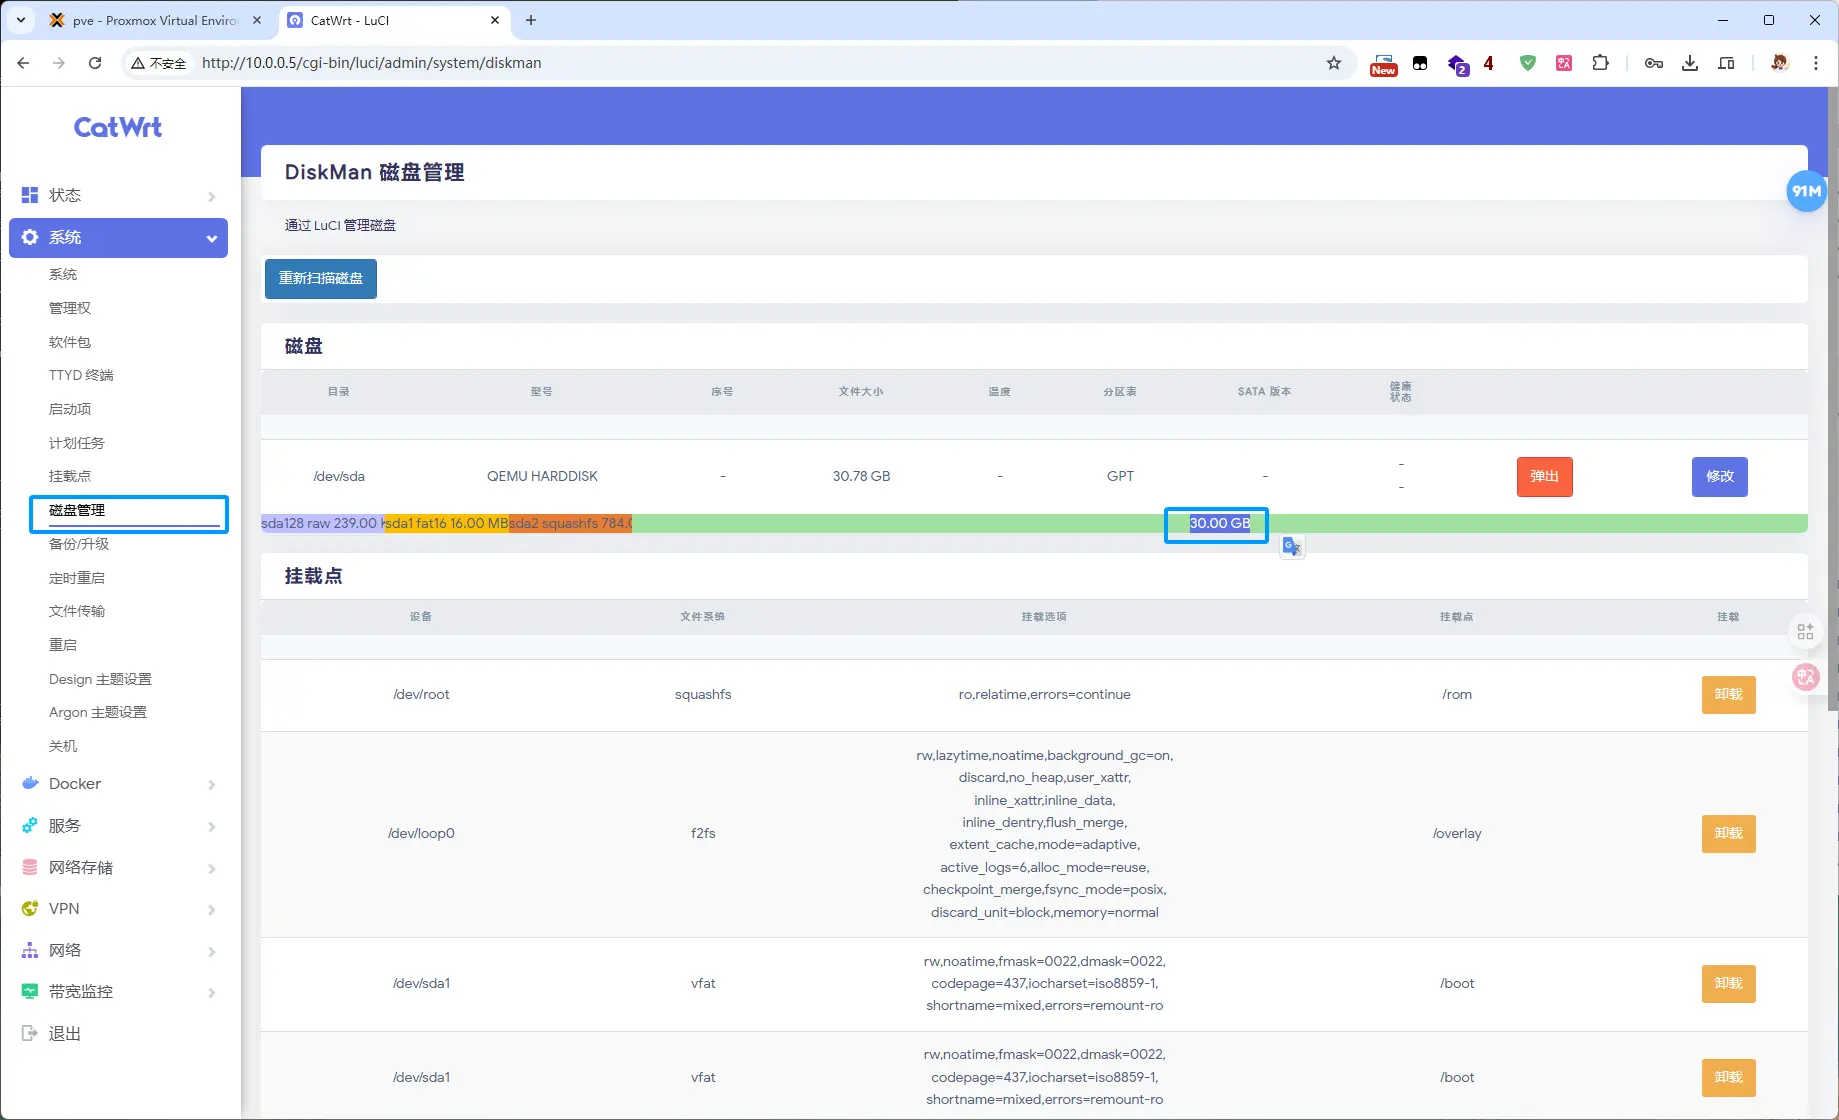 pve - Proxmox Virtual Enviro
CatWrt - LuCI
不安全
http://10.0.0.5/cgi-bin/luci/admin/system/diskman
New
2
4
CatWrt
状态
系统
系统
管理权
软件包
TTYD 终端
启动项
计划任务
挂载点
磁盘管理
备份/升级
定时重启
文件传输
重启
Design 主题设置
Argon 主题设置
关机
Docker
服务
网络存储
VPN
网络
带宽监控
退出
DiskMan 磁盘管理
91M
通过 LuCI 管理磁盘
重新扫描磁盘
磁盘
目录 型号 序号 文件大小 温度 分区表 SATA 版本 健康
状态
/dev/sda QEMU HARDDISK - 30.78 GB - GPT - -
-
弹出 修改
sda128 raw 239.00 sda1 fat16 16.00 MB sda2 squashfs 784.0 30.00 GB
挂载点
设备 文件系统 挂载选项 挂载点 挂载
/dev/root squashfs ro,relatime,errors=continue /rom 卸载
rw,lazytime,noatime,background_gc=on,
discard,no_heap,user_xattr,
inline_xattr,inline_data,
inline_dentry,flush_merge,
/dev/loop0 f2fs /overlay 卸载
extent_cache,mode=adaptive,
active_logs=6,alloc_mode=reuse,
checkpoint_merge,fsync_mode=posix,
discard_unit=block,memory=normal
rw,noatime,fmask=0022,dmask=0022,
/dev/sda1 vfat codepage=437,iocharset=iso8859-1, /boot 卸载
shortname=mixed,errors=remount-ro
rw,noatime,fmask=0022,dmask=0022,
/dev/sda1 vfat codepage=437,iocharset=iso8859-1, /boot 卸载
shortname=mixed,errors=remount-ro